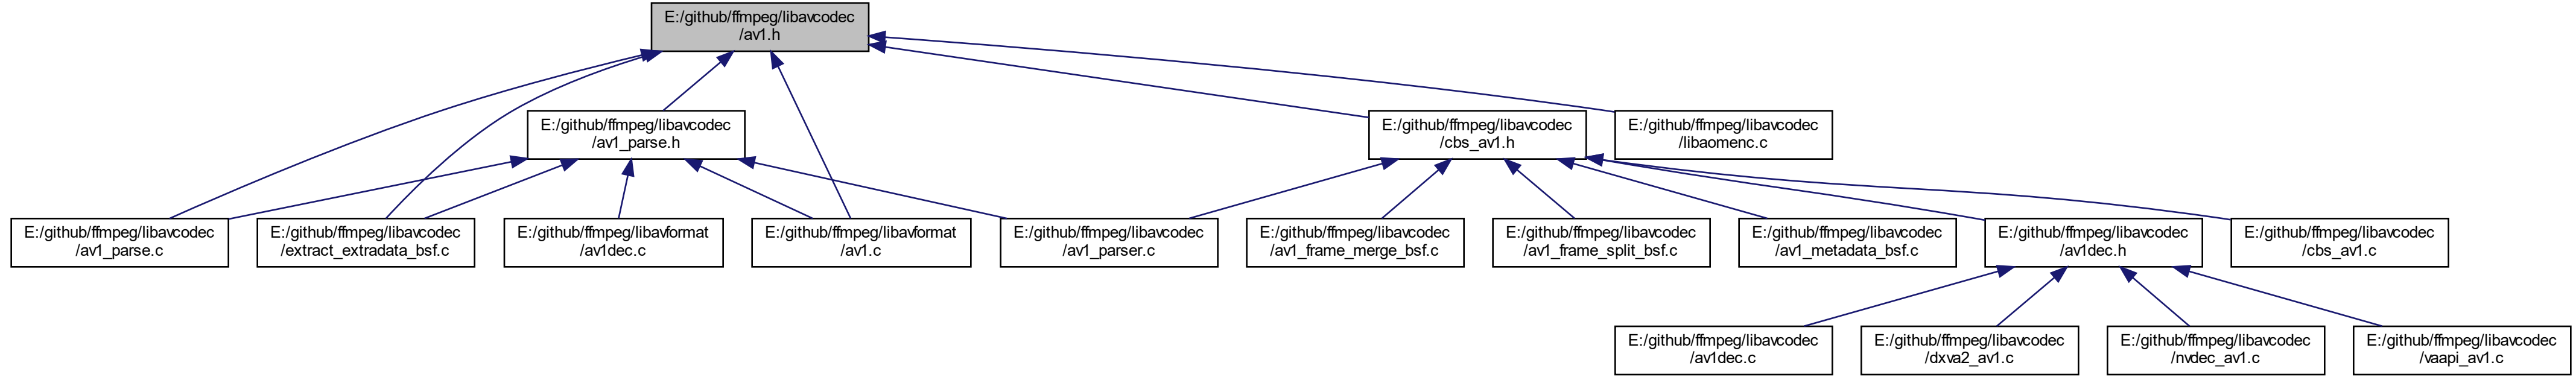 E:/github/ffmpeg/libavcodec
/av1.h
E:/github/ffmpeg/libavcodec
/av1_parse.h
E:/github/ffmpeg/libavcodec
/cbs_av1.h
E:/github/ffmpeg/libavcodec
/libaomenc.c
E:/github/ffmpeg/libavcodec
/av1_parse.c
E:/github/ffmpeg/libavcodec
/extract_extradata_bsf.c
E:/github/ffmpeg/libavformat
/av1dec.c
E:/github/ffmpeg/libavformat
/av1.c
E:/github/ffmpeg/libavcodec
/av1_parser.c
E:/github/ffmpeg/libavcodec
/av1_frame_merge_bsf.c
E:/github/ffmpeg/libavcodec
/av1_frame_split_bsf.c
E:/github/ffmpeg/libavcodec
/av1_metadata_bsf.c
E:/github/ffmpeg/libavcodec
/av1dec.h
E:/github/ffmpeg/libavcodec
/cbs_av1.c
E:/github/ffmpeg/libavcodec
/av1dec.c
E:/github/ffmpeg/libavcodec
/dxva2_av1.c
E:/github/ffmpeg/libavcodec
/nvdec_av1.c
E:/github/ffmpeg/libavcodec
/vaapi_av1.c